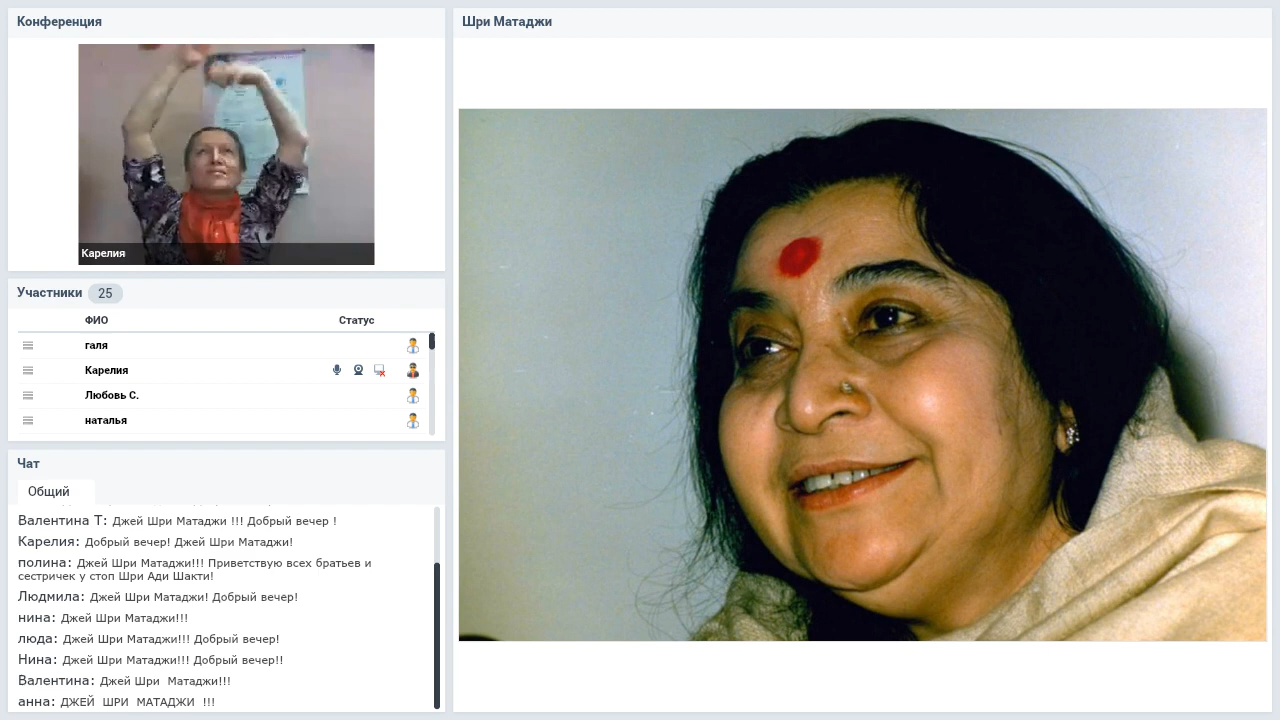 Конференция
Карелия
Участники 25
ФИО Статус
галя
Карелия
Любовь С.
наталья
Чат
Общий
Валентина Т: Джей Шри Матаджи !!! Добрый вечер !
Карелия: Добрый вечер! Джей Шри Матаджи!
полина: Джей Шри Матаджи!!! Приветствую всех братьев и
сестричек у стоп Шри Ади Шакти!
Людмила: Джей Шри Матаджи! Добрый вечер!
нина: Джей Шри Матаджи!!!
люда: Джей Шри Матаджи!!! Добрый вечер!
Нина: Джей Шри Матаджи!!! Добрый вечер!!
Валентина: Джей Шри Матаджи!!!
анна: ДЖЕЙ ШРИ МАТАДЖИ !!!
Шри Матаджи